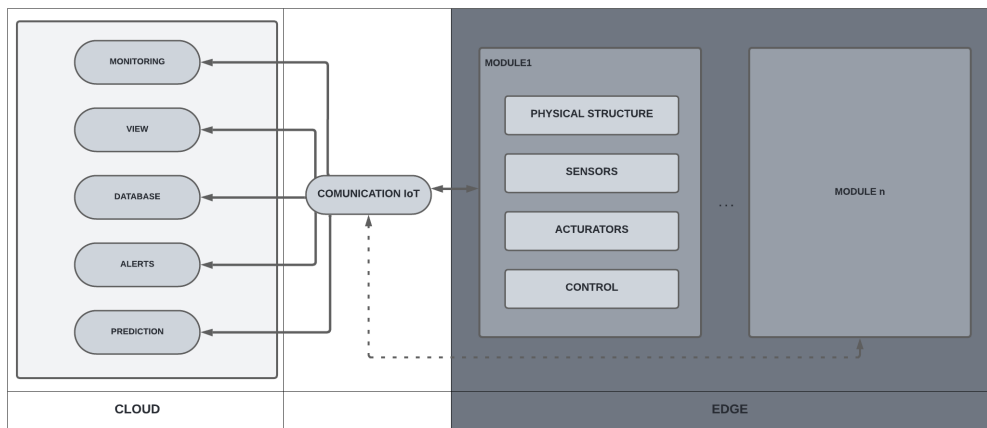 MONITORING
VIEW
DATABASE
ALERTS
PREDICTION
COMUNICATION IoT
MODULE1
PHYSICAL STRUCTURE
SENSORS
ACTURATORS
CONTROL
...
MODULE n
CLOUD
EDGE